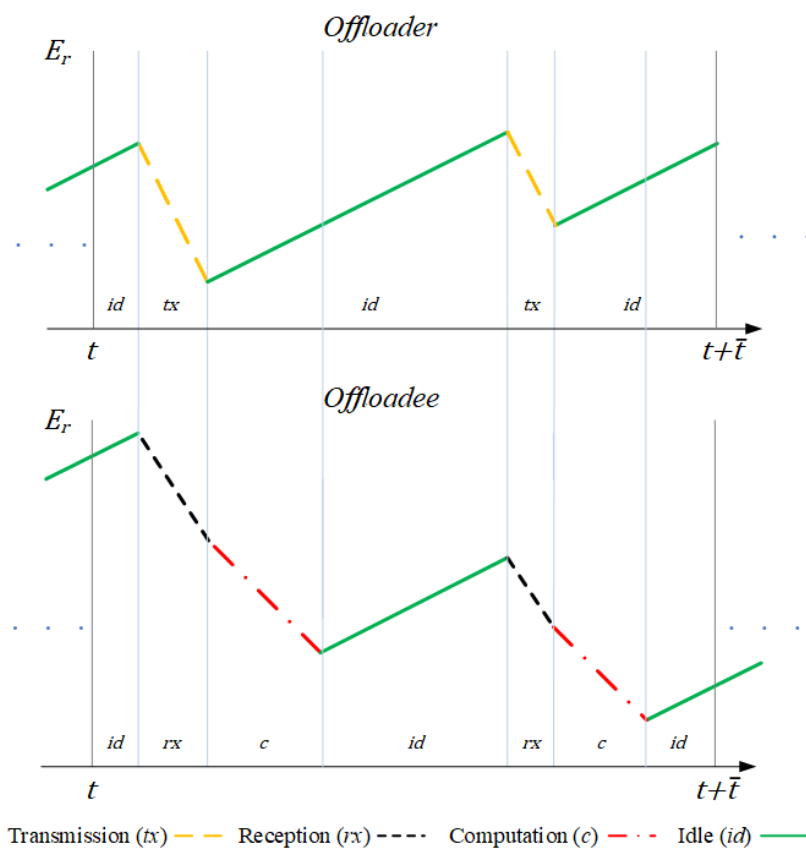 Offloader
E_r
id tx id tx id
t t+t̄
Offloadee
E_r
id rx c id rx c id
t t+t̄
Transmission (tx) Reception (rx) Computation (c) Idle (id)